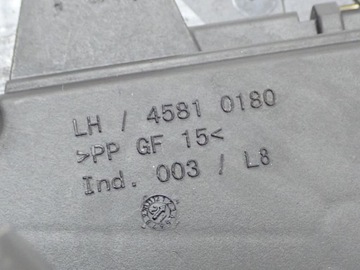 LH / 4581 0180
>PP GF 15<
Ind. 003 / L8